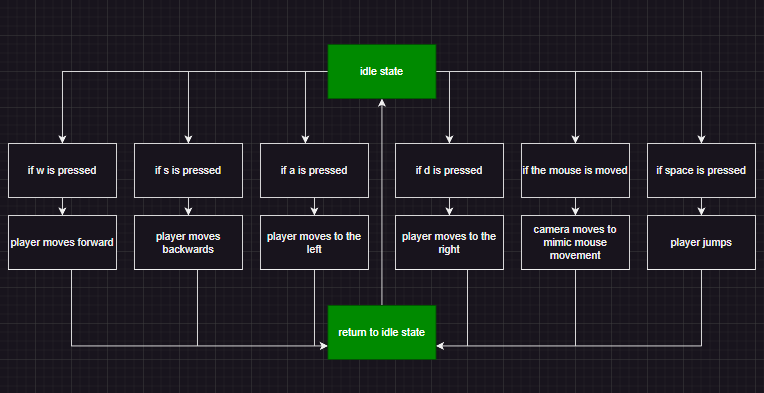 idle state
if w is pressed
if s is pressed
if a is pressed
if d is pressed
if the mouse is moved
if space is pressed
player moves forward
player moves
backwards
player moves to the
left
player moves to the
right
camera moves to
mimic mouse
movement
player jumps
return to idle state